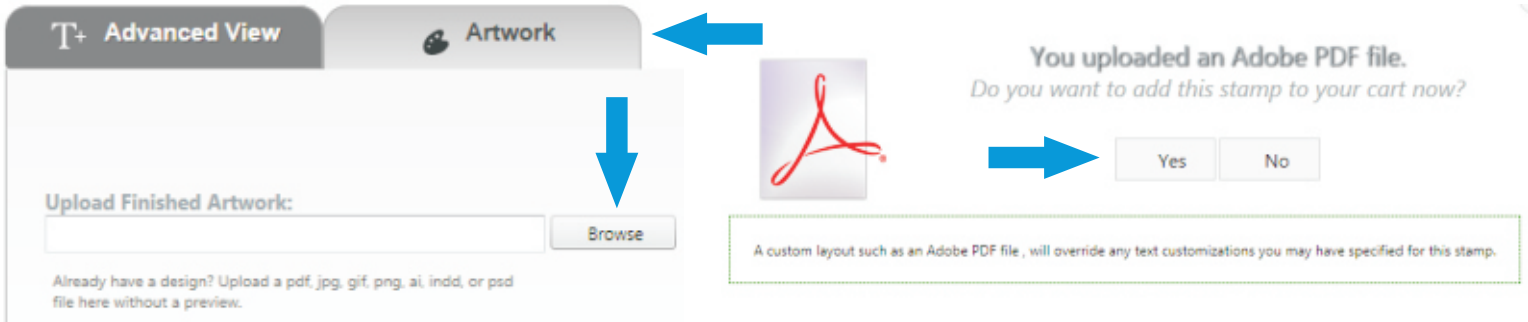 T+ Advanced View
Artwork
Upload Finished Artwork:
Browse
Already have a design? Upload a pdf, jpg, gif, png, ai, indd, or psd
file here without a preview.
You uploaded an Adobe PDF file.
Do you want to add this stamp to your cart now?
Yes
No
A custom layout such as an Adobe PDF file , will override any text customizations you may have specified for this stamp.